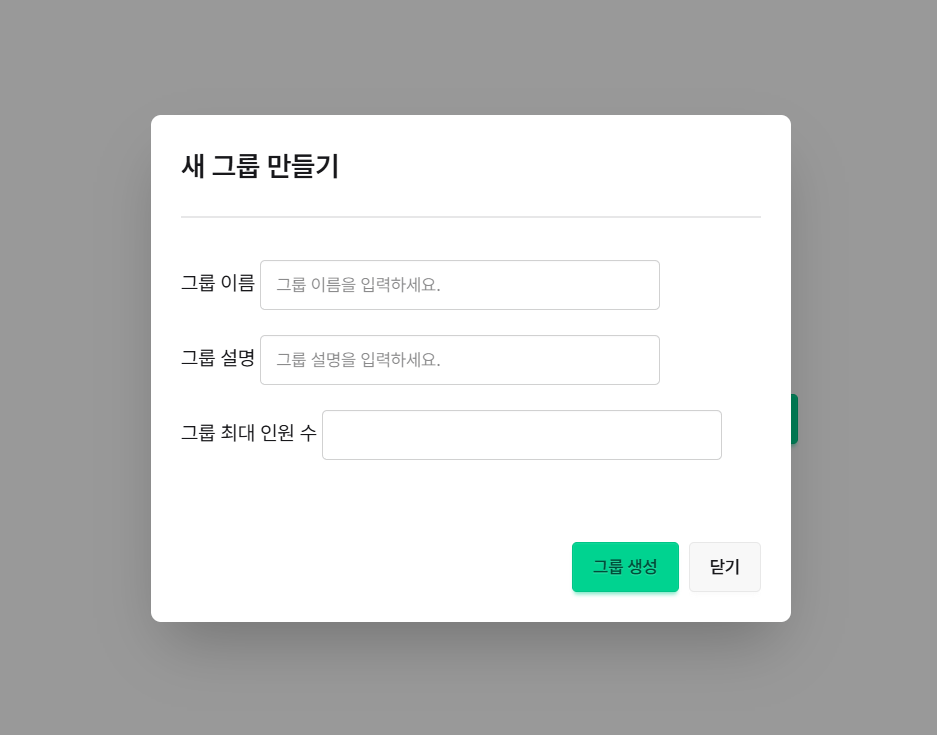 새 그룹 만들기
그룹 이름 그룹 이름을 입력하세요.
그룹 설명 그룹 설명을 입력하세요.
그룹 최대 인원 수
그룹 생성 닫기